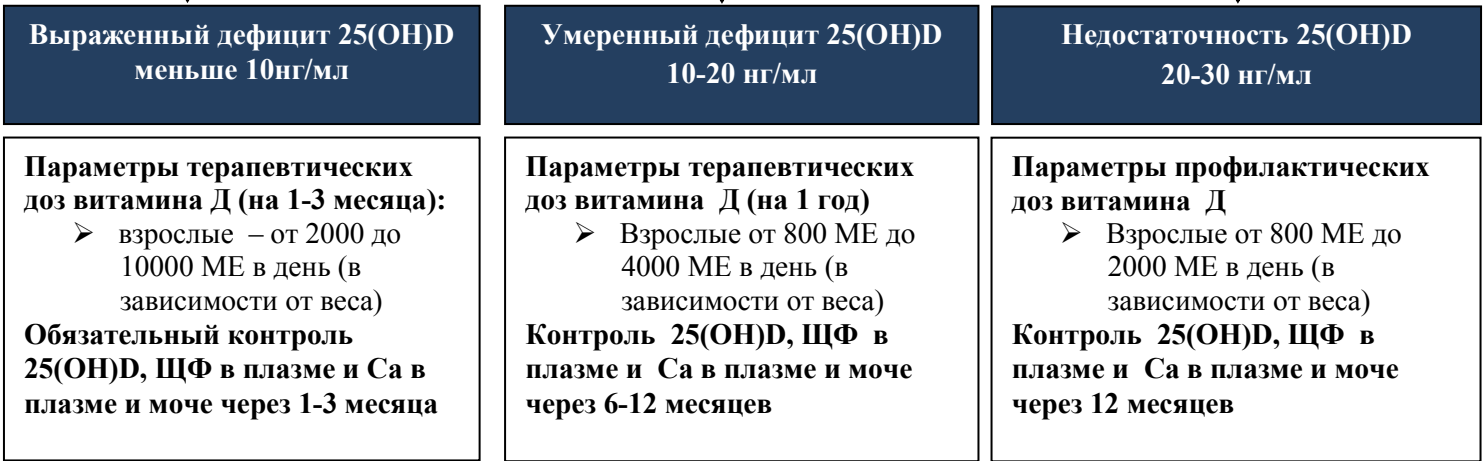 Выраженный дефицит 25(OH)D
меньше 10нг/мл
Параметры терапевтических
доз витамина Д (на 1-3 месяца):
➢ взрослые – от 2000 до
10000 МЕ в день (в
зависимости от веса)
Обязательный контроль
25(OH)D, ЩФ в плазме и Ca в
плазме и моче через 1-3 месяца
Умеренный дефицит 25(OH)D
10-20 нг/мл
Параметры терапевтических
доз витамина Д (на 1 год)
➢ Взрослые от 800 МЕ до
4000 МЕ в день (в
зависимости от веса)
Контроль 25(OH)D, ЩФ в
плазме и Ca в плазме и моче
через 6-12 месяцев
Недостаточность 25(OH)D
20-30 нг/мл
Параметры профилактических
доз витамина Д
➢ Взрослые от 800 МЕ до
2000 МЕ в день (в
зависимости от веса)
Контроль 25(OH)D, ЩФ в
плазме и Ca в плазме и моче
через 12 месяцев